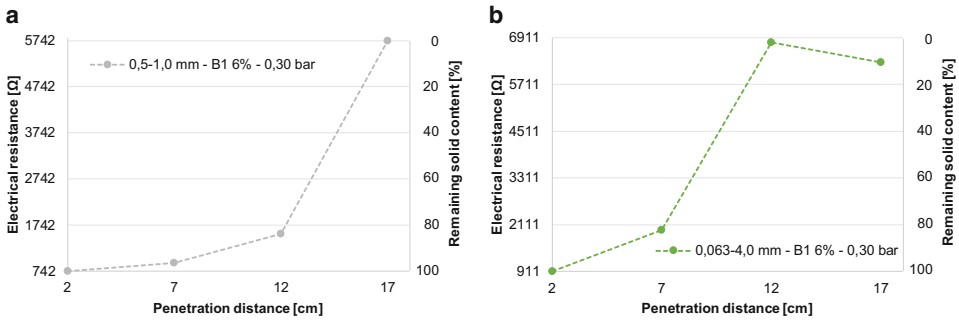 a
Electrical resistance [Ω]
5742
4742
3742
2742
1742
742
0,5-1,0 mm - B1 6% - 0,30 bar
0
20
40
60
80
100
Remaining solid content [%]
2 7 12 17
Penetration distance [cm]
b
Electrical resistance [Ω]
6911
5711
4511
3311
2111
911
0,063-4,0 mm - B1 6% - 0,30 bar
0
20
40
60
80
100
Remaining solid content [%]
2 7 12 17
Penetration distance [cm]